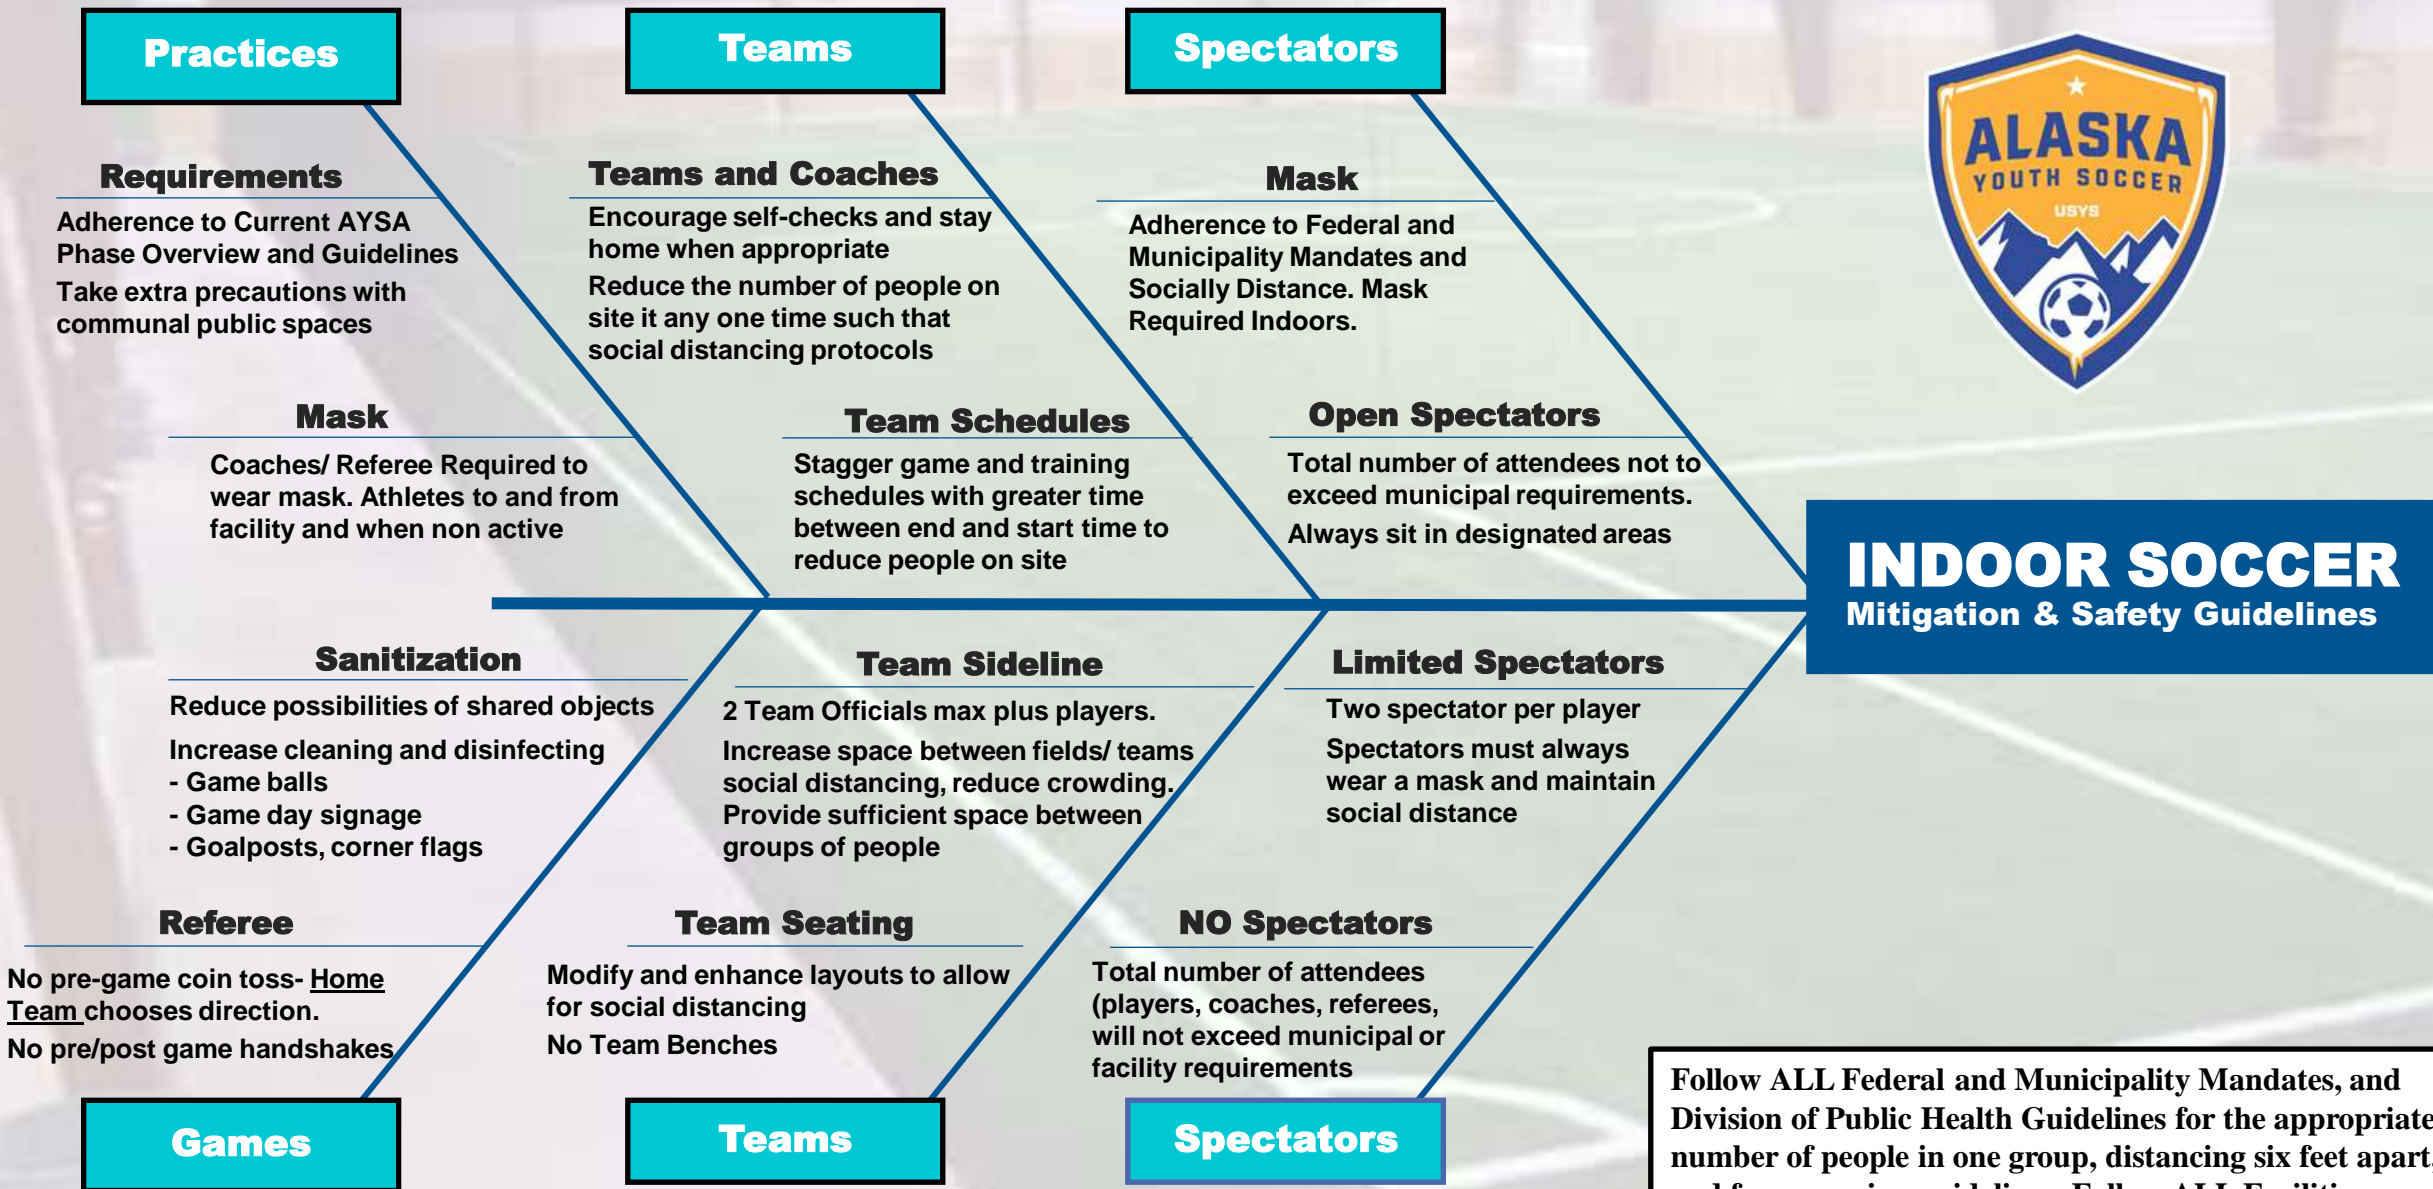 Practices
Teams
Spectators
Requirements
Adherence to Current AYSA
Phase Overview and Guidelines
Take extra precautions with
communal public spaces
Teams and Coaches
Encourage self-checks and stay
home when appropriate
Reduce the number of people on
site it any one time such that
social distancing protocols
Mask
Adherence to Federal and
Municipality Mandates and
Socially Distance. Mask
Required Indoors.
ALASKA
YOUTH SOCCER
USYS
Mask
Coaches/ Referee Required to
wear mask. Athletes to and from
facility and when non active
Team Schedules
Stagger game and training
schedules with greater time
between end and start time to
reduce people on site
Open Spectators
Total number of attendees not to
exceed municipal requirements.
Always sit in designated areas
INDOOR SOCCER
Mitigation & Safety Guidelines
Sanitization
Reduce possibilities of shared objects
Increase cleaning and disinfecting
- Game balls
- Game day signage
- Goalposts, corner flags
Team Sideline
2 Team Officials max plus players.
Increase space between fields/ teams
social distancing, reduce crowding.
Provide sufficient space between
groups of people
Limited Spectators
Two spectator per player
Spectators must always
wear a mask and maintain
social distance
Referee
No pre-game coin toss- Home
Team chooses direction.
No pre/post game handshakes
Team Seating
Modify and enhance layouts to allow
for social distancing
No Team Benches
NO Spectators
Total number of attendees
(players, coaches, referees,
will not exceed municipal or
facility requirements
Games
Teams
Spectators
Follow ALL Federal and Municipality Mandates, and
Division of Public Health Guidelines for the appropriate
number of people in one group, distancing six feet apart,